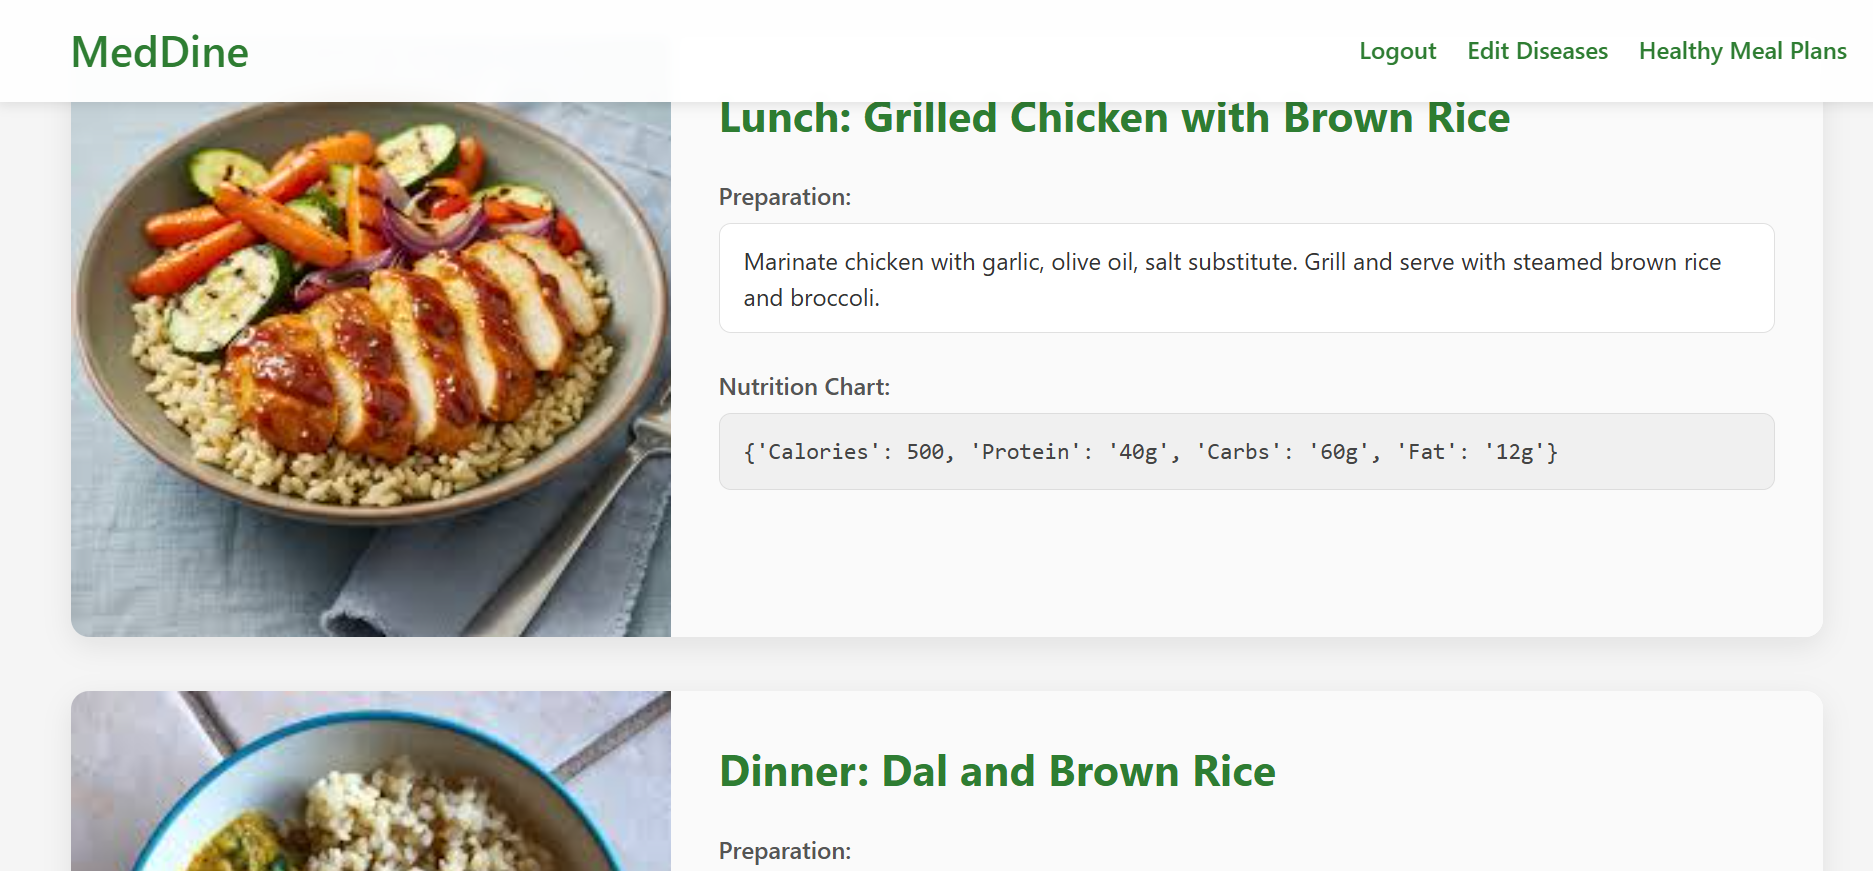 MedDine
Logout
Edit Diseases
Healthy Meal Plans
Lunch: Grilled Chicken with Brown Rice
Preparation:
Marinate chicken with garlic, olive oil, salt substitute. Grill and serve with steamed brown rice
and broccoli.
Nutrition Chart:
{'Calories': 500, 'Protein': '40g', 'Carbs': '60g', 'Fat': '12g'}
Dinner: Dal and Brown Rice
Preparation: